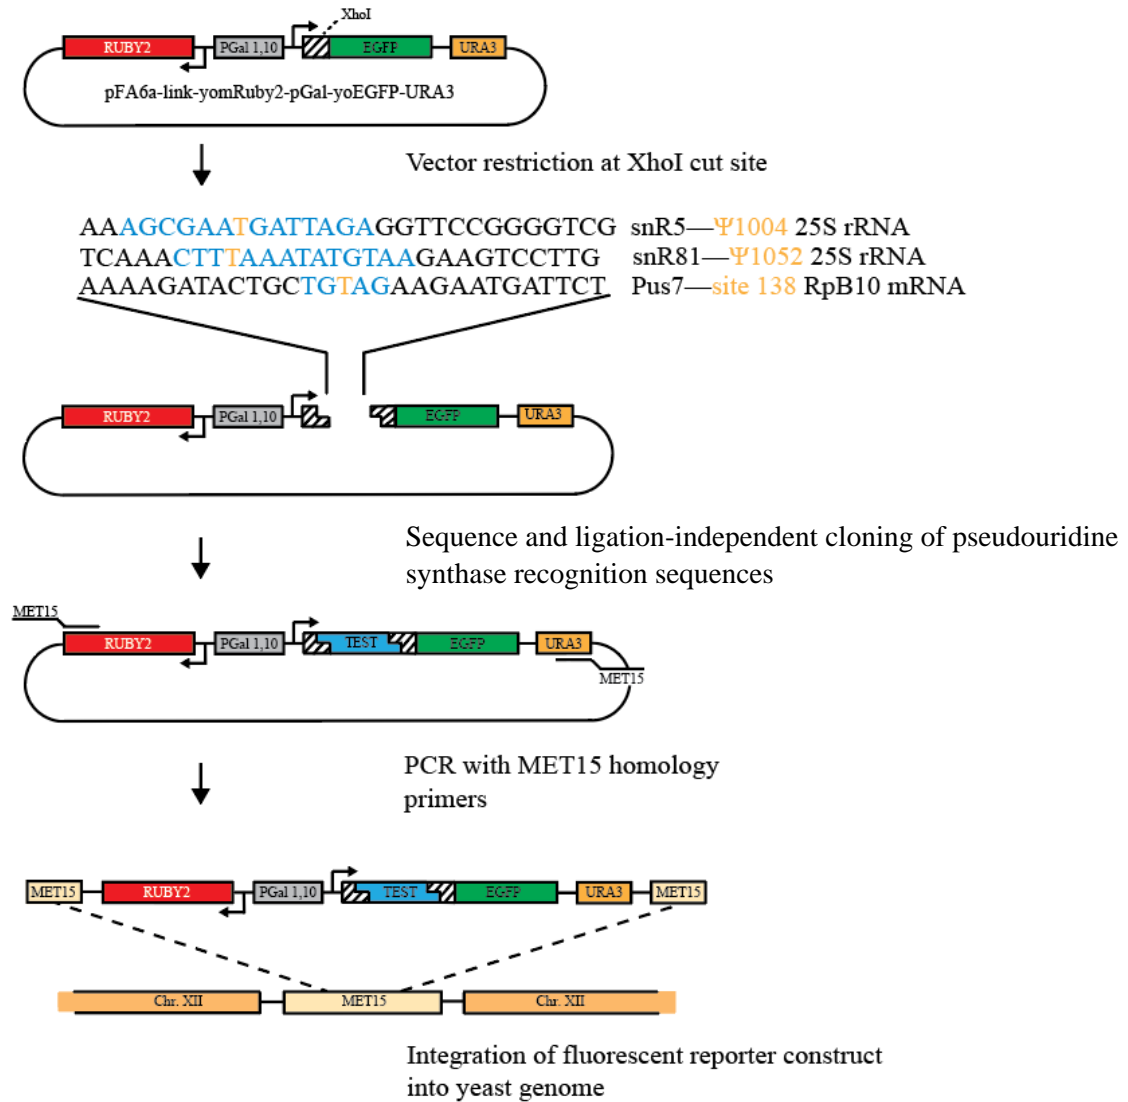 XhoI
RUBY2 PGal 1,10 EGFP URA3
pFA6a-link-yomRuby2-pGal-yoEGFP-URA3
Vector restriction at XhoI cut site
AAAGCGAATGATTAGAGGTTCCGGGGTCG snR5—Ψ1004 25S rRNA
TCAAACTTTAAATATGTAAGAAGTCCTTG snR81—Ψ1052 25S rRNA
AAAAGATACTGCTGTAGAAGAATGATTCT Pus7—site 138 RpB10 mRNA
RUBY2 PGal 1,10 EGFP URA3
Sequence and ligation-independent cloning of pseudouridine
synthase recognition sequences
MET15
RUBY2 PGal 1,10 TEST EGFP URA3
MET15
PCR with MET15 homology
primers
MET15 RUBY2 PGal 1,10 TEST EGFP URA3 MET15
Chr. XII MET15 Chr. XII
Integration of fluorescent reporter construct
into yeast genome